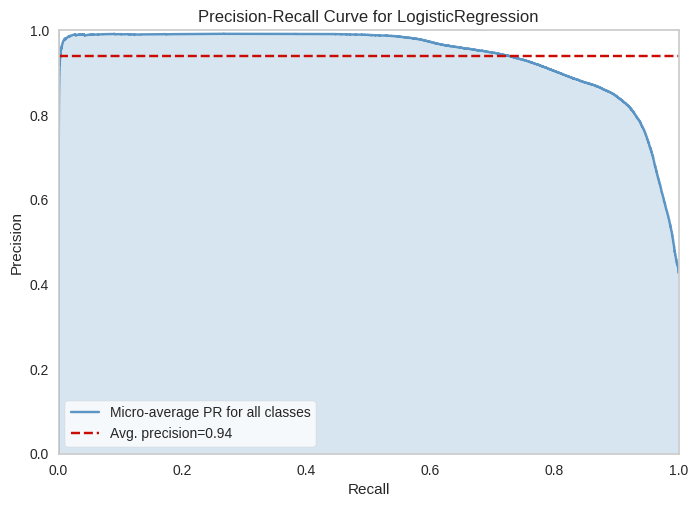 Precision-Recall Curve for LogisticRegression
1.0
0.8
0.6
0.4
0.2
0.0
Precision
Micro-average PR for all classes
Avg. precision=0.94
0.0 0.2 0.4 0.6 0.8 1.0
Recall